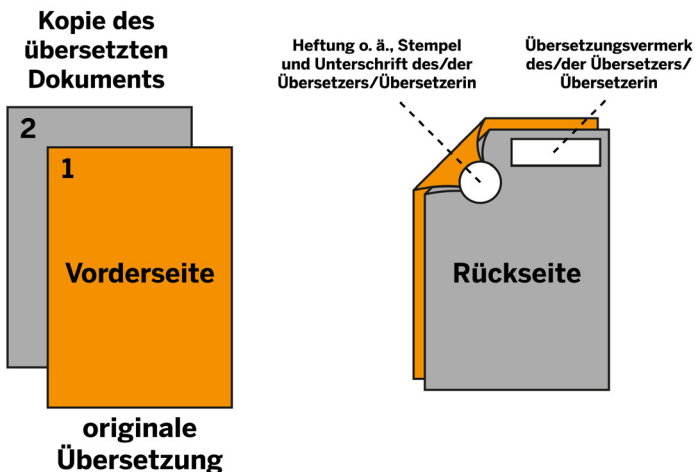 Kopie des
übersetzten
Dokuments
2
1
Vorderseite
originale
Übersetzung
Heftung o. ä., Stempel
und Unterschrift des/der
Übersetzers/Übersetzerin
Übersetzungsvermerk
des/der Übersetzers/
Übersetzerin
Rückseite